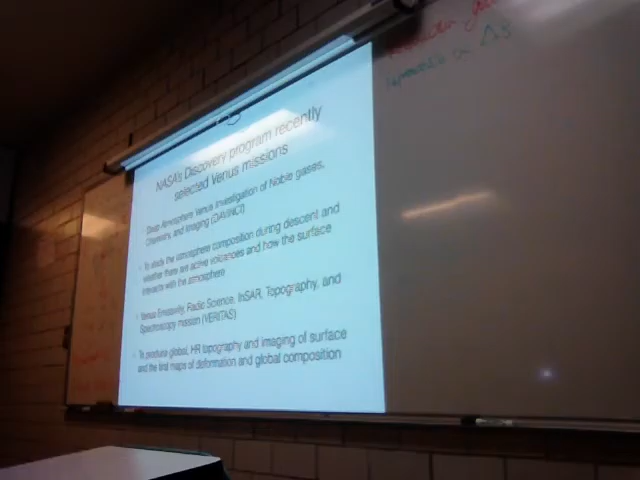 NASA's Discovery program recently
selected Venus missions
Deep Atmosphere Venus Investigation of Noble gases,
Chemistry, and Imaging (DAVINCI)
To study the atmosphere composition during descent and
whether there are active volcanoes and how the surface
interacts with the atmosphere
Venus Emissivity, Radio Science, InSAR, Topography, and
Spectroscopy mission (VERITAS)
To produce global, HR topography and imaging of surface
and the first maps of deformation and global composition